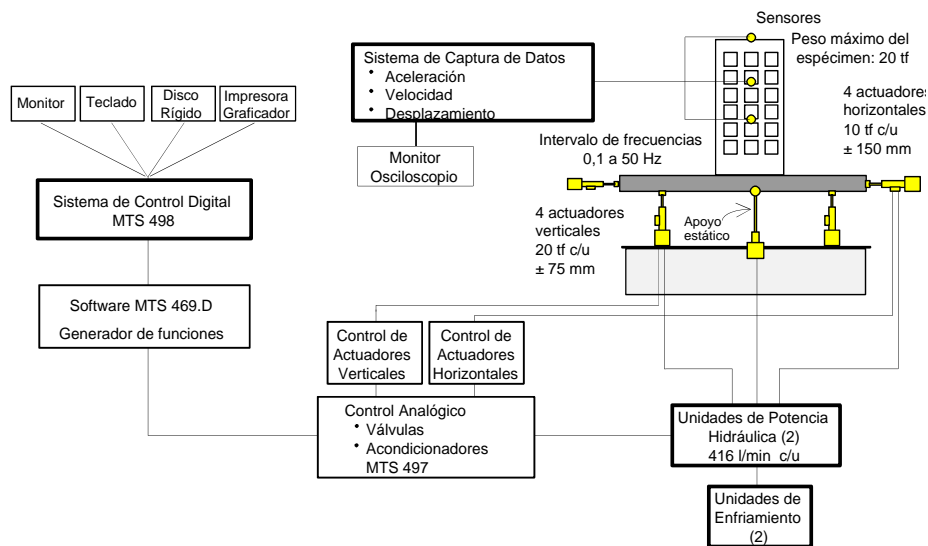 Sensores
Peso máximo del
espécimen: 20 tf
4 actuadores
horizontales
10 tf c/u
± 150 mm
Sistema de Captura de Datos
• Aceleración
• Velocidad
• Desplazamiento
Monitor
Osciloscopio
Intervalo de frecuencias
0,1 a 50 Hz
Monitor
Teclado
Disco
Rígido
Impresora
Graficador
Sistema de Control Digital
MTS 498
4 actuadores
verticales
20 tf c/u
± 75 mm
Apoyo
estático
Software MTS 469.D
Generador de funciones
Control de
Actuadores
Verticales
Control de
Actuadores
Horizontales
Control Analógico
• Válvulas
• Acondicionadores
MTS 497
Unidades de Potencia
Hidráulica (2)
416 l/min c/u
Unidades de
Enfriamiento
(2)